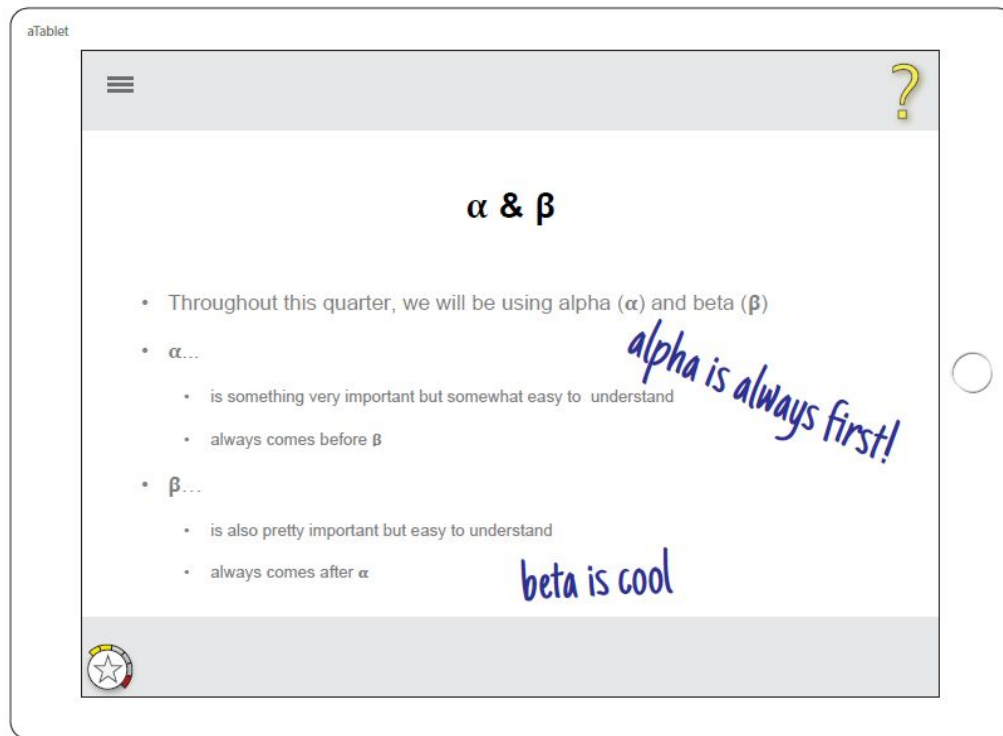 aTablet
?
α & β
• Throughout this quarter, we will be using alpha (α) and beta (β)
• α...
• is something very important but somewhat easy to understand
• always comes before β
alpha is always first!
• β...
• is also pretty important but easy to understand
• always comes after α
beta is cool